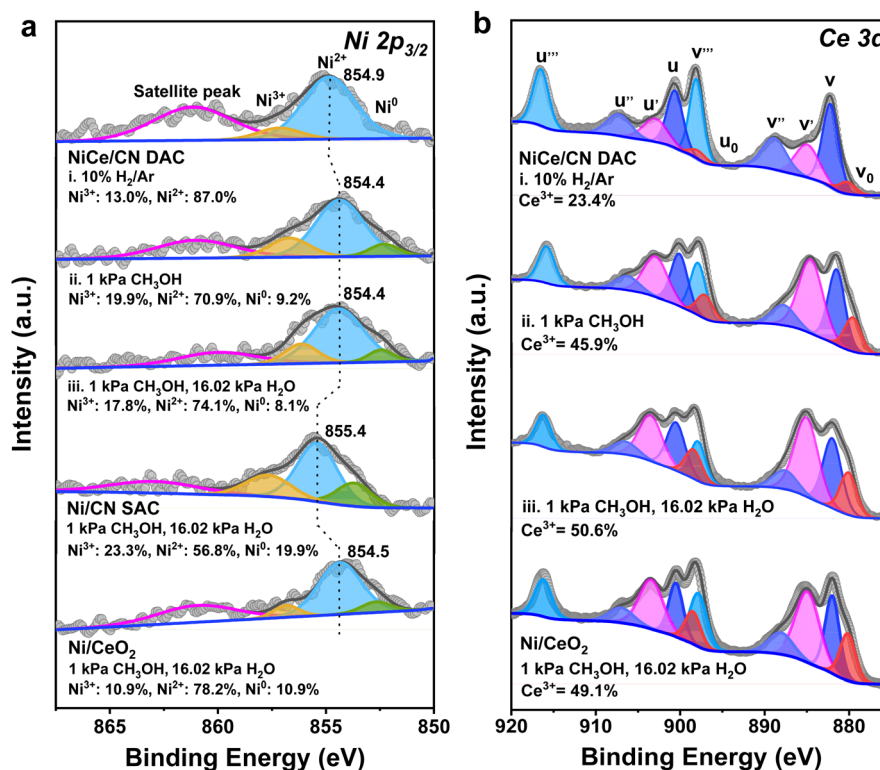 a
Ni 2p3/2
Satellite peak
Ni3+
Ni2+
854.9
Ni0
NiCe/CN DAC
i. 10% H2/Ar
Ni3+: 13.0%, Ni2+: 87.0%
854.4
ii. 1 kPa CH3OH
Ni3+: 19.9%, Ni2+: 70.9%, Ni0: 9.2%
854.4
iii. 1 kPa CH3OH, 16.02 kPa H2O
Ni3+: 17.8%, Ni2+: 74.1%, Ni0: 8.1%
855.4
Ni/CN SAC
1 kPa CH3OH, 16.02 kPa H2O
Ni3+: 23.3%, Ni2+: 56.8%, Ni0: 19.9%
854.5
Ni/CeO2
1 kPa CH3OH, 16.02 kPa H2O
Ni3+: 10.9%, Ni2+: 78.2%, Ni0: 10.9%
865 860 855 850
Binding Energy (eV)
Intensity (a.u.)
b
Ce 3d
u''' u'' u' u v''' u0 v'' v' v v0
NiCe/CN DAC
i. 10% H2/Ar
Ce3+= 23.4%
ii. 1 kPa CH3OH
Ce3+= 45.9%
iii. 1 kPa CH3OH, 16.02 kPa H2O
Ce3+= 50.6%
Ni/CeO2
1 kPa CH3OH, 16.02 kPa H2O
Ce3+= 49.1%
920 910 900 890 880
Binding Energy (eV)
Intensity (a.u.)